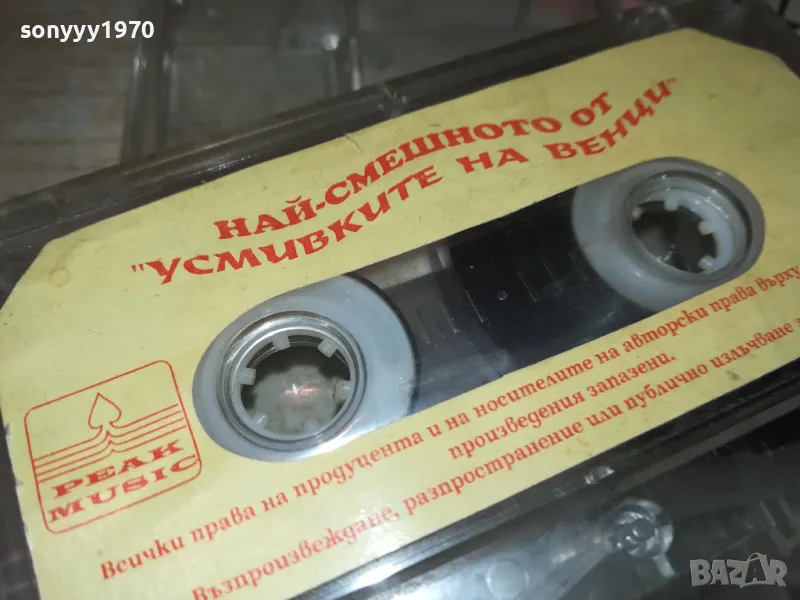 sonyyy1970
НАЙ-СМЕШНОТО ОТ
"УСМИВКИТЕ НА ВЕНЦИ"
PEAK
MUSIC
Всички права на продуцента и на носителите на авторски права върху
произведения запазени.
Възпроизвеждане, разпространение или публично излъчване
BAZAR